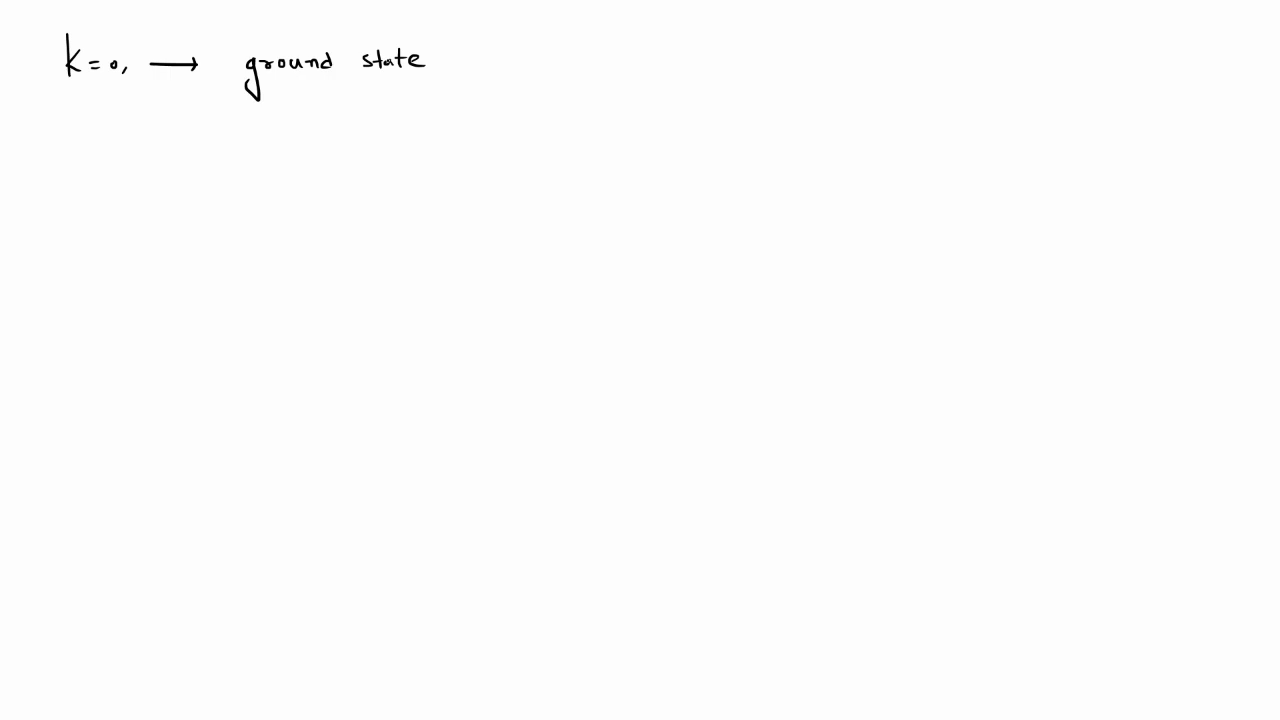 k = 0, ⟶ ground state